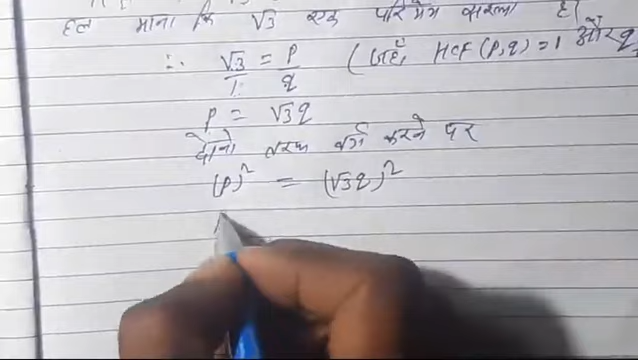 हल माना कि √3 एक परिमेय संख्या है।
∴ √3/1 = p/q (जहाँ HCF (p,q) = 1 और q
p = √3q
दोनो तरफ वर्ग करने पर
(p)² = (√3q)²